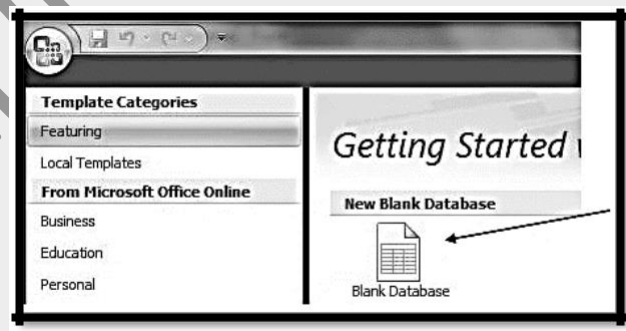 Template Categories
Featuring
Local Templates
From Microsoft Office Online
Business
Education
Personal
Getting Started
New Blank Database
Blank Database